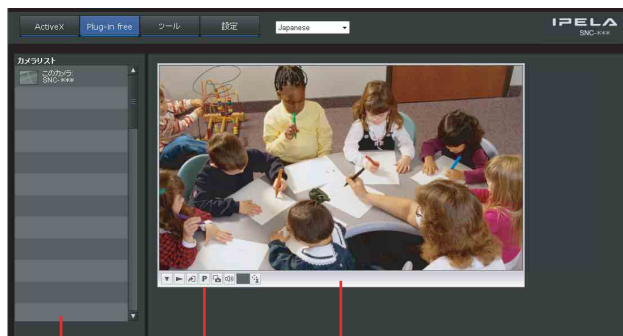 ActiveX Plug-in free ツール 設定 Japanese
IPELA
SNC-***
カメラリスト
このカメラ:
SNC-***
P